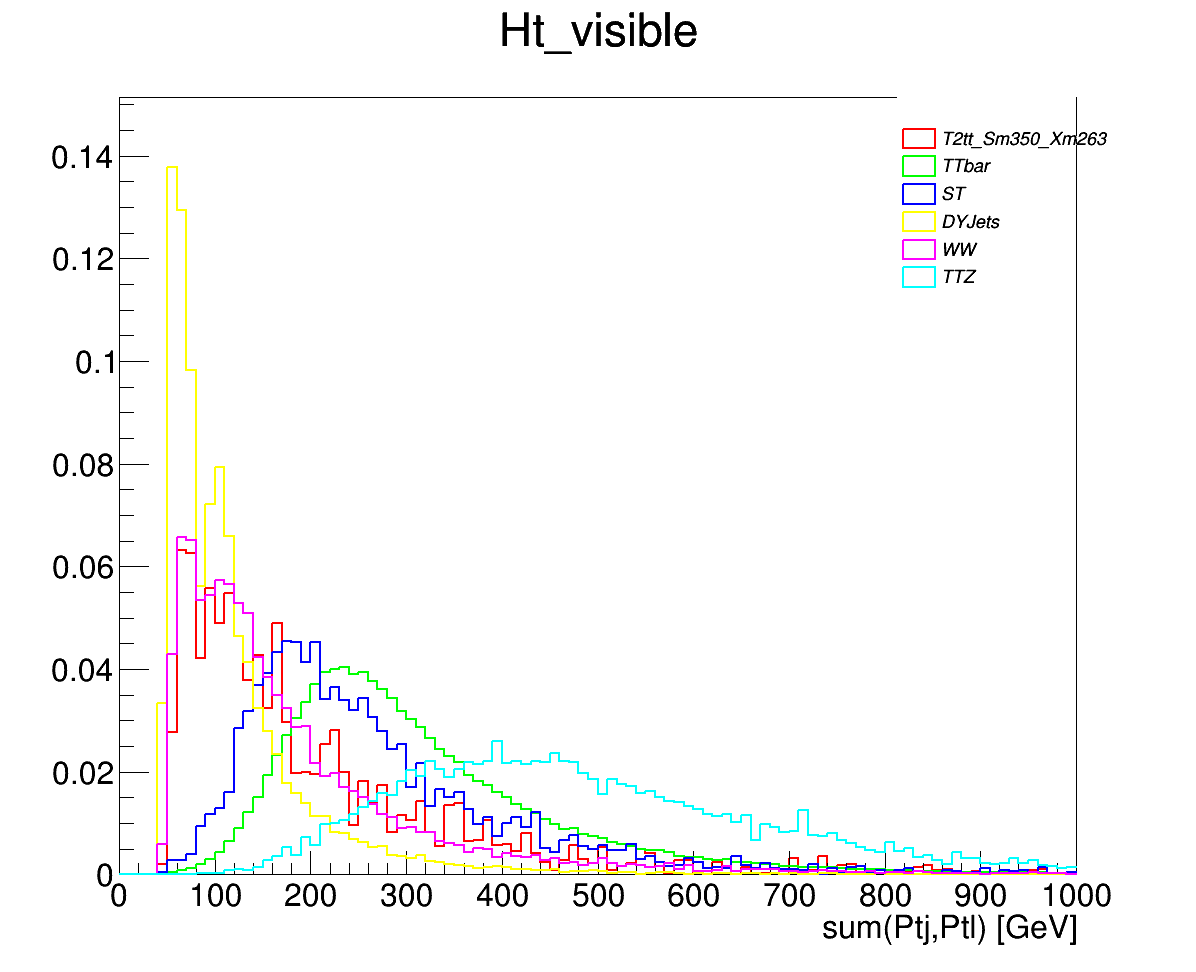 Ht_visible
T2tt_Sm350_Xm263
TTbar
ST
DYJets
WW
TTZ
0.14
0.12
0.1
0.08
0.06
0.04
0.02
0
0 100 200 300 400 500 600 700 800 900 1000
sum(Ptj,Ptl) [GeV]